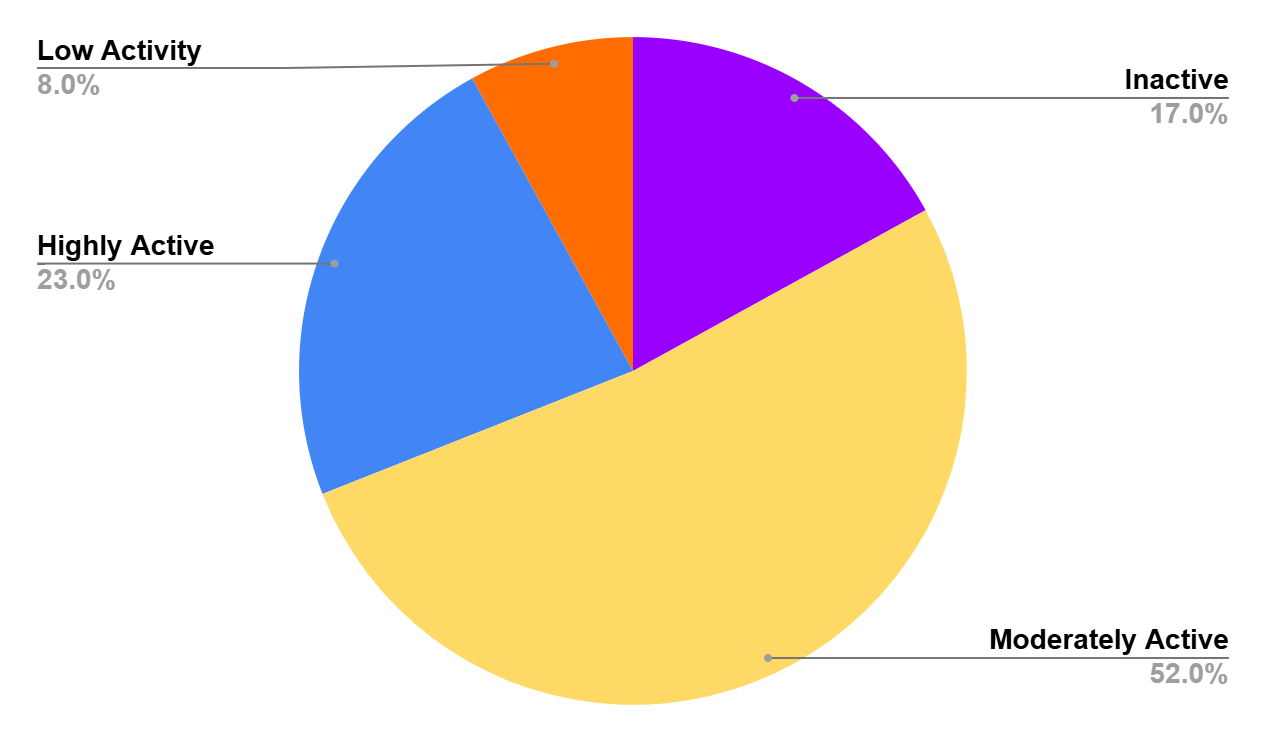 Low Activity
8.0%
Inactive
17.0%
Highly Active
23.0%
Moderately Active
52.0%